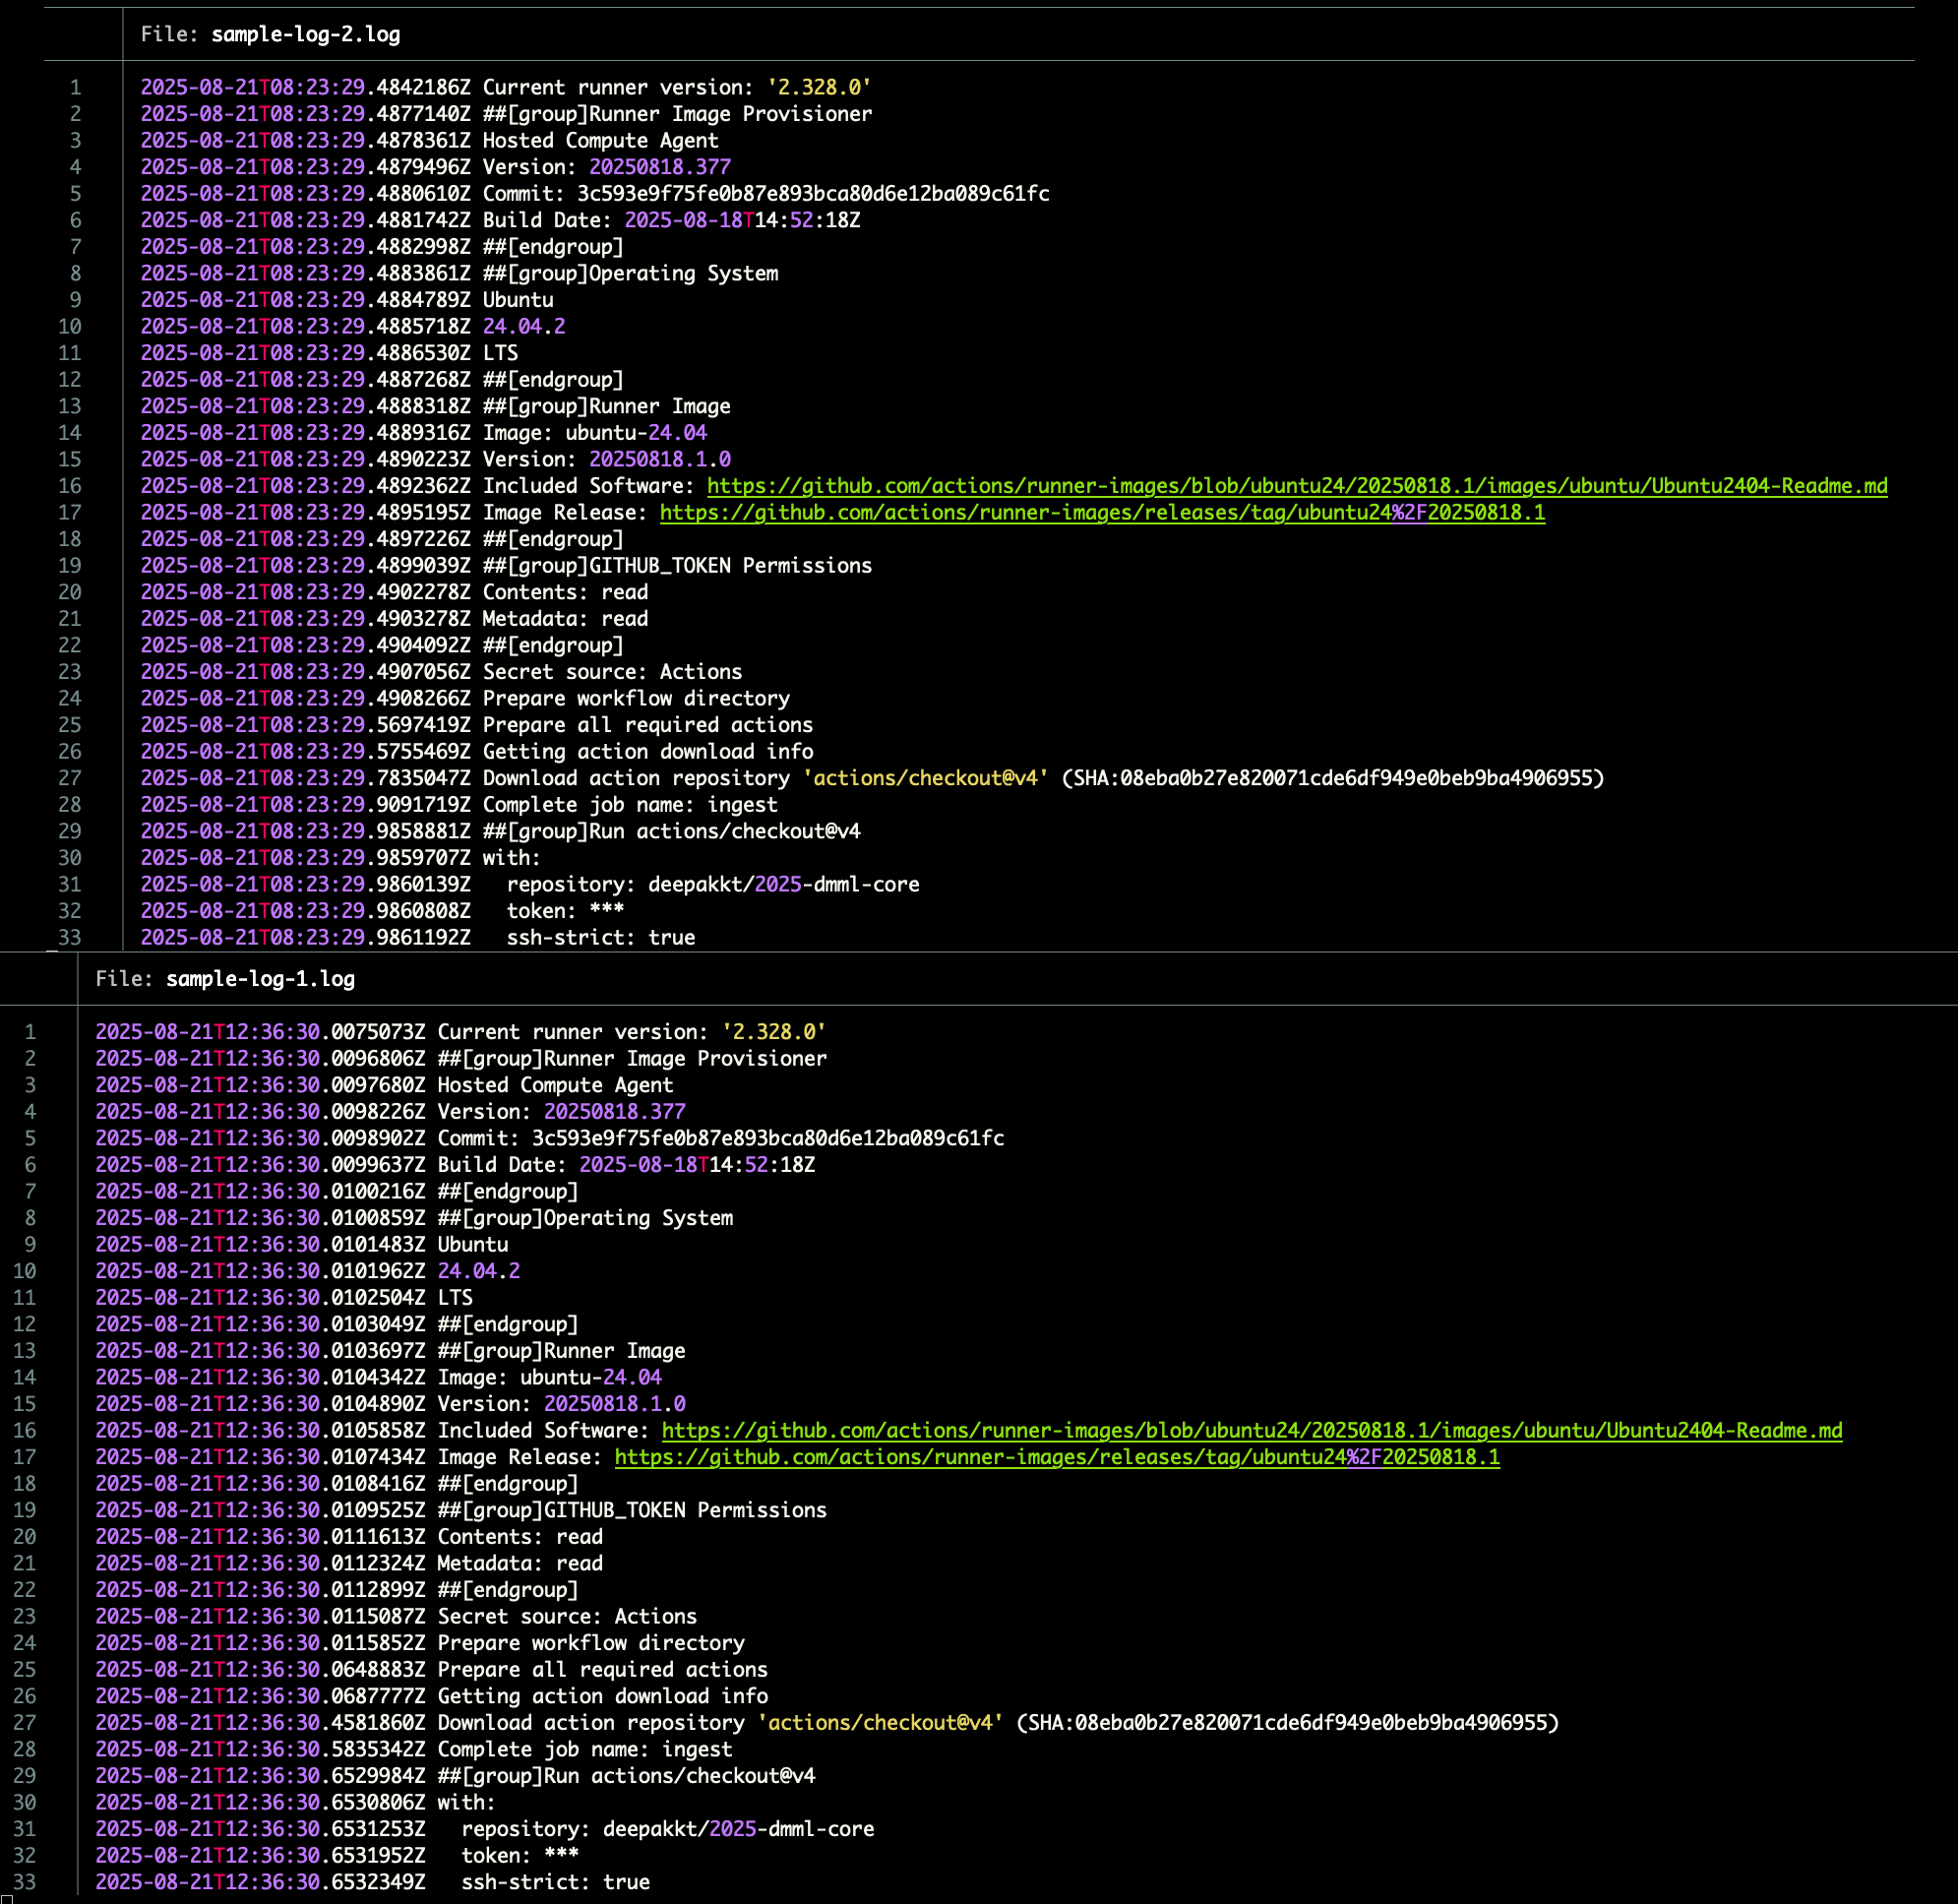 File: sample-log-2.log
1 2025-08-21T08:23:29.4842186Z Current runner version: '2.328.0'
2 2025-08-21T08:23:29.4877140Z ##[group]Runner Image Provisioner
3 2025-08-21T08:23:29.4878361Z Hosted Compute Agent
4 2025-08-21T08:23:29.4879496Z Version: 20250818.377
5 2025-08-21T08:23:29.4880610Z Commit: 3c593e9f75fe0b87e893bca80d6e12ba089c61fc
6 2025-08-21T08:23:29.4881742Z Build Date: 2025-08-18T14:52:18Z
7 2025-08-21T08:23:29.4882998Z ##[endgroup]
8 2025-08-21T08:23:29.4883861Z ##[group]Operating System
9 2025-08-21T08:23:29.4884789Z Ubuntu
10 2025-08-21T08:23:29.4885718Z 24.04.2
11 2025-08-21T08:23:29.4886530Z LTS
12 2025-08-21T08:23:29.4887268Z ##[endgroup]
13 2025-08-21T08:23:29.4888318Z ##[group]Runner Image
14 2025-08-21T08:23:29.4889316Z Image: ubuntu-24.04
15 2025-08-21T08:23:29.4890223Z Version: 20250818.1.0
16 2025-08-21T08:23:29.4892362Z Included Software: https://github.com/actions/runner-images/blob/ubuntu24/20250818.1/images/ubuntu/Ubuntu2404-Readme.md
17 2025-08-21T08:23:29.4895195Z Image Release: https://github.com/actions/runner-images/releases/tag/ubuntu24%2F20250818.1
18 2025-08-21T08:23:29.4897226Z ##[endgroup]
19 2025-08-21T08:23:29.4899039Z ##[group]GITHUB_TOKEN Permissions
20 2025-08-21T08:23:29.4902278Z Contents: read
21 2025-08-21T08:23:29.4903278Z Metadata: read
22 2025-08-21T08:23:29.4904092Z ##[endgroup]
23 2025-08-21T08:23:29.4907056Z Secret source: Actions
24 2025-08-21T08:23:29.4908266Z Prepare workflow directory
25 2025-08-21T08:23:29.5697419Z Prepare all required actions
26 2025-08-21T08:23:29.5755469Z Getting action download info
27 2025-08-21T08:23:29.7835047Z Download action repository 'actions/checkout@v4' (SHA:08eba0b27e820071cde6df949e0beb9ba4906955)
28 2025-08-21T08:23:29.9091719Z Complete job name: ingest
29 2025-08-21T08:23:29.9858881Z ##[group]Run actions/checkout@v4
30 2025-08-21T08:23:29.9859707Z with:
31 2025-08-21T08:23:29.9860139Z   repository: deepakkt/2025-dmml-core
32 2025-08-21T08:23:29.9860808Z   token: ***
33 2025-08-21T08:23:29.9861192Z   ssh-strict: true
File: sample-log-1.log
1 2025-08-21T12:36:30.0075073Z Current runner version: '2.328.0'
2 2025-08-21T12:36:30.0096806Z ##[group]Runner Image Provisioner
3 2025-08-21T12:36:30.0097680Z Hosted Compute Agent
4 2025-08-21T12:36:30.0098226Z Version: 20250818.377
5 2025-08-21T12:36:30.0098902Z Commit: 3c593e9f75fe0b87e893bca80d6e12ba089c61fc
6 2025-08-21T12:36:30.0099637Z Build Date: 2025-08-18T14:52:18Z
7 2025-08-21T12:36:30.0100216Z ##[endgroup]
8 2025-08-21T12:36:30.0100859Z ##[group]Operating System
9 2025-08-21T12:36:30.0101483Z Ubuntu
10 2025-08-21T12:36:30.0101962Z 24.04.2
11 2025-08-21T12:36:30.0102504Z LTS
12 2025-08-21T12:36:30.0103049Z ##[endgroup]
13 2025-08-21T12:36:30.0103697Z ##[group]Runner Image
14 2025-08-21T12:36:30.0104342Z Image: ubuntu-24.04
15 2025-08-21T12:36:30.0104890Z Version: 20250818.1.0
16 2025-08-21T12:36:30.0105858Z Included Software: https://github.com/actions/runner-images/blob/ubuntu24/20250818.1/images/ubuntu/Ubuntu2404-Readme.md
17 2025-08-21T12:36:30.0107434Z Image Release: https://github.com/actions/runner-images/releases/tag/ubuntu24%2F20250818.1
18 2025-08-21T12:36:30.0108416Z ##[endgroup]
19 2025-08-21T12:36:30.0109525Z ##[group]GITHUB_TOKEN Permissions
20 2025-08-21T12:36:30.0111613Z Contents: read
21 2025-08-21T12:36:30.0112324Z Metadata: read
22 2025-08-21T12:36:30.0112899Z ##[endgroup]
23 2025-08-21T12:36:30.0115087Z Secret source: Actions
24 2025-08-21T12:36:30.0115852Z Prepare workflow directory
25 2025-08-21T12:36:30.0648883Z Prepare all required actions
26 2025-08-21T12:36:30.0687777Z Getting action download info
27 2025-08-21T12:36:30.4581860Z Download action repository 'actions/checkout@v4' (SHA:08eba0b27e820071cde6df949e0beb9ba4906955)
28 2025-08-21T12:36:30.5835342Z Complete job name: ingest
29 2025-08-21T12:36:30.6529984Z ##[group]Run actions/checkout@v4
30 2025-08-21T12:36:30.6530806Z with:
31 2025-08-21T12:36:30.6531253Z   repository: deepakkt/2025-dmml-core
32 2025-08-21T12:36:30.6531952Z   token: ***
33 2025-08-21T12:36:30.6532349Z   ssh-strict: true